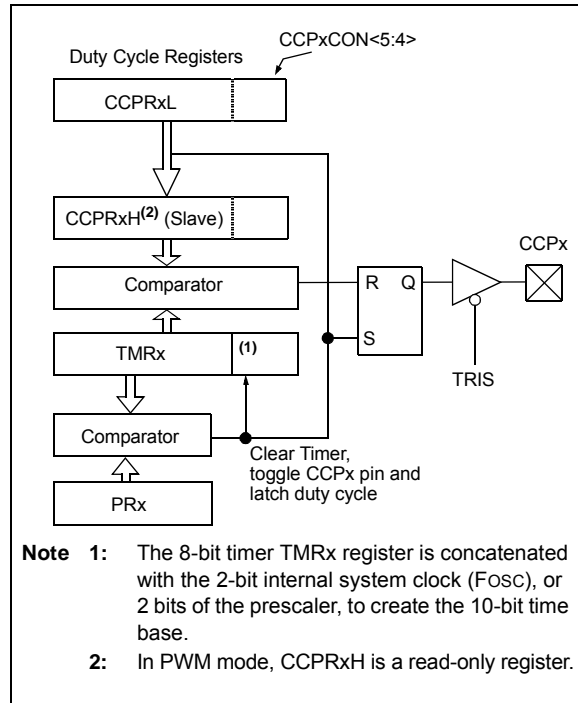 CCPxCON<5:4>
Duty Cycle Registers
CCPRxL
CCPRxH(2) (Slave)
CCPx
Comparator
R Q
S
TMRx
(1)
TRIS
Comparator
Clear Timer,
toggle CCPx pin and
latch duty cycle
PRx
Note 1: The 8-bit timer TMRx register is concatenated
with the 2-bit internal system clock (FOSC), or
2 bits of the prescaler, to create the 10-bit time
base.
2: In PWM mode, CCPRxH is a read-only register.